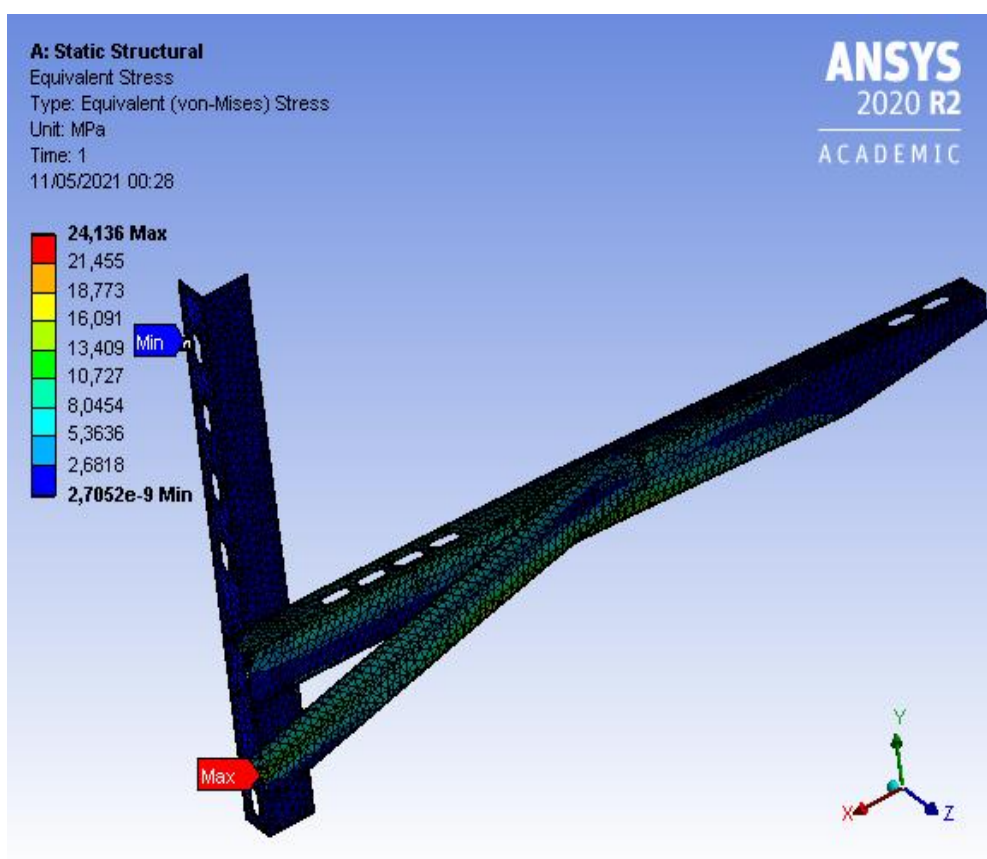 A: Static Structural
Equivalent Stress
Type: Equivalent (von-Mises) Stress
Unit: MPa
Time: 1
11/05/2021 00:28
ANSYS
2020 R2
ACADEMIC
24,136 Max
21,455
18,773
16,091
13,409
10,727
8,0454
5,3636
2,6818
2,7052e-9 Min
Min
Max
Y
X
Z